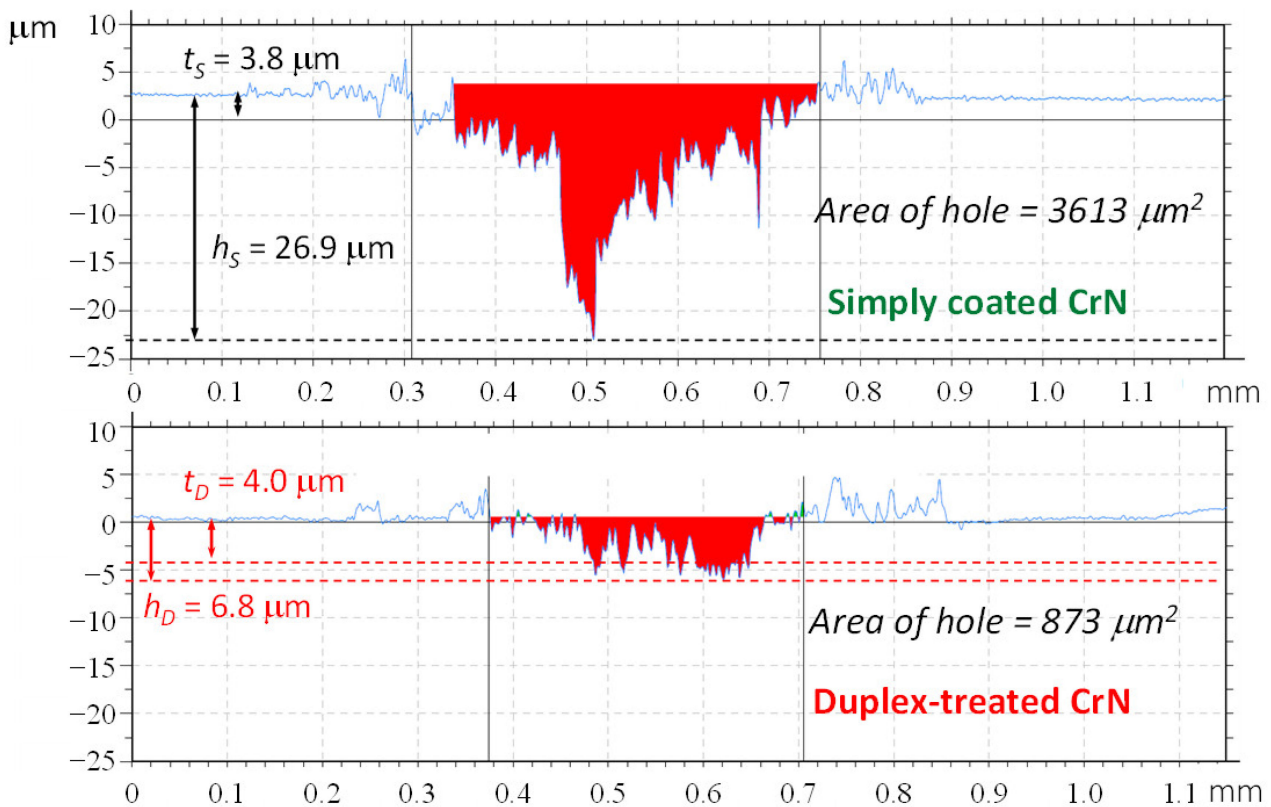 μm
10
5
0
−5
−10
−15
−20
−25
tS = 3.8 μm
hS = 26.9 μm
Area of hole = 3613 μm²
Simply coated CrN
0 0.1 0.2 0.3 0.4 0.5 0.6 0.7 0.8 0.9 1.0 1.1 mm
10
5
0
−5
−10
−15
−20
−25
tD = 4.0 μm
hD = 6.8 μm
Area of hole = 873 μm²
Duplex-treated CrN
0 0.1 0.2 0.3 0.4 0.5 0.6 0.7 0.8 0.9 1.0 1.1 mm